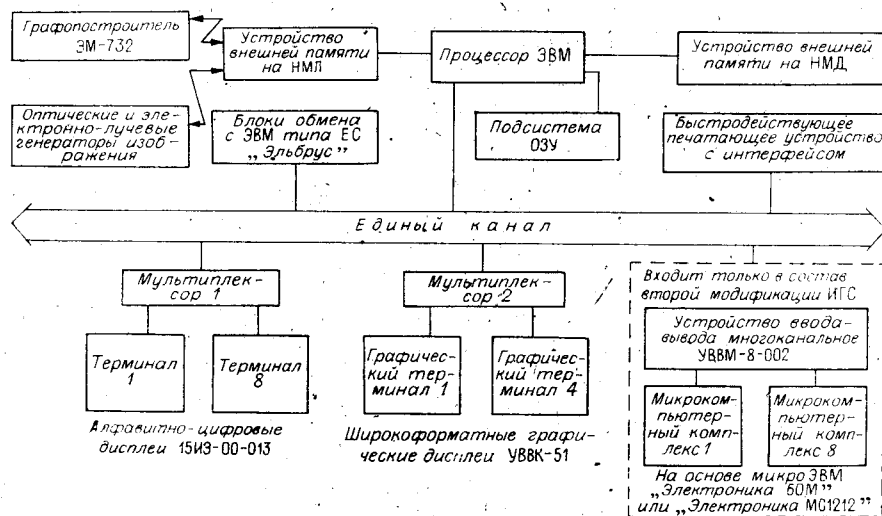 Графопостроитель
ЭМ-732
Устройство
внешней памяти
на НМЛ
Процессор ЭВМ
Устройство внешней
памяти на НМД
Оптические и элек-
тронно-лучевые
генераторы изоб-
ражения
Блоки обмена
с ЭВМ типа ЕС
„Эльбрус”
Подсистема
ОЗУ
Быстродействующее
печатающее устройство
с интерфейсом
Единый канал
Мультиплек-
сор 1
Мультиплек-
сор 2
Входит только в состав
второй модификации ИГС
Устройство ввода-
вывода многоканальное
УВВМ-8-002
Терминал
1
Терминал
8
Графичес-
кий тер-
минал 1
Графичес-
кий тер-
минал 4
Микроком-
пьютер-
ный комп-
лекс 1
Микроком-
пьютер-
ный комп-
лекс 8
Алфавитно-цифровые
дисплеи 15ИЭ-00-013
Широкоформатные графи-
ческие дисплеи УВВК-51
На основе микро ЭВМ
„Электроника 60М”
или „Электроника МС1212”